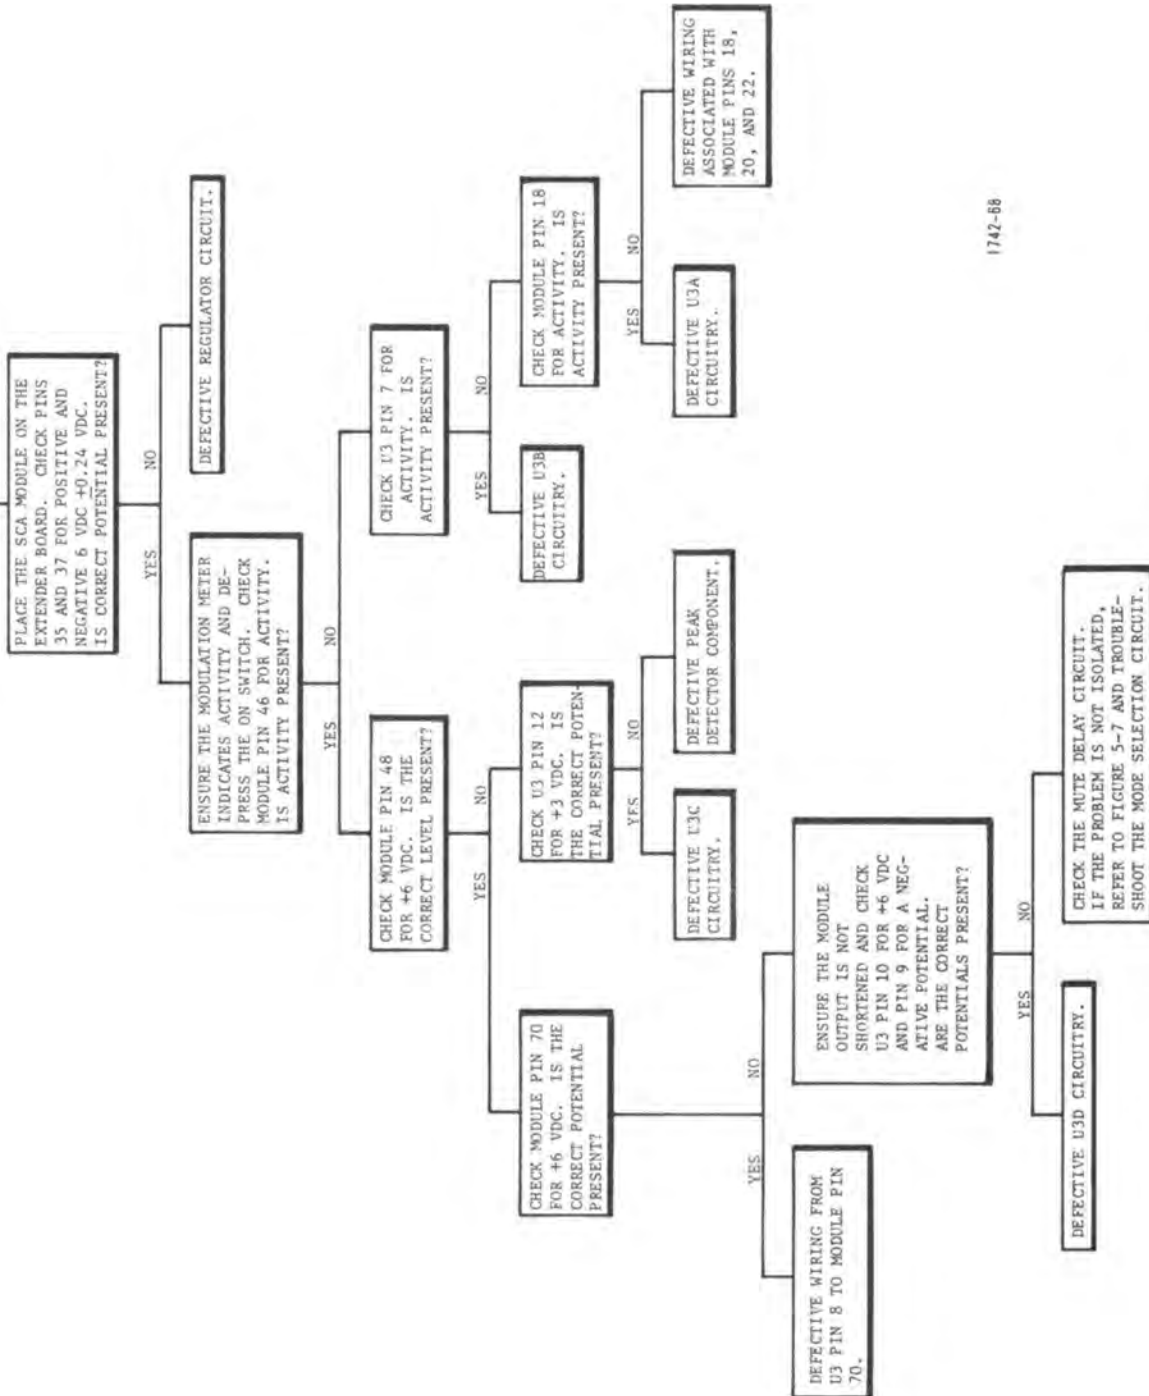 PLACE THE SCA MODULE ON THE
EXTENDER BOARD. CHECK PINS
35 AND 37 FOR POSITIVE AND
NEGATIVE 6 VDC ±0.24 VDC.
IS CORRECT POTENTIAL PRESENT?
YES
NO
ENSURE THE MODULATION METER
INDICATES ACTIVITY AND DE-
PRESS THE ON SWITCH. CHECK
MODULE PIN 46 FOR ACTIVITY.
IS ACTIVITY PRESENT?
DEFECTIVE REGULATOR CIRCUIT.
YES
NO
CHECK MODULE PIN 48
FOR +6 VDC. IS THE
CORRECT LEVEL PRESENT?
CHECK U3 PIN 7 FOR
ACTIVITY. IS
ACTIVITY PRESENT?
YES
NO
YES
NO
CHECK MODULE PIN 70
FOR +6 VDC. IS THE
CORRECT POTENTIAL
PRESENT?
CHECK U3 PIN 12
FOR +3 VDC. IS
THE CORRECT POTEN-
TIAL PRESENT?
DEFECTIVE U3B
CIRCUITRY.
CHECK MODULE PIN 18
FOR ACTIVITY. IS
ACTIVITY PRESENT?
YES
NO
YES
NO
DEFECTIVE U3C
CIRCUITRY.
DEFECTIVE PEAK
DETECTOR COMPONENT.
DEFECTIVE U3A
CIRCUITRY.
DEFECTIVE WIRING
ASSOCIATED WITH
MODULE PINS 18,
20, AND 22.
YES
NO
DEFECTIVE WIRING FROM
U3 PIN 8 TO MODULE PIN
70.
ENSURE THE MODULE
OUTPUT IS NOT
SHORTENED AND CHECK
U3 PIN 10 FOR +6 VDC
AND PIN 9 FOR A NEG-
ATIVE POTENTIAL.
ARE THE CORRECT
POTENTIALS PRESENT?
YES
NO
DEFECTIVE U3D CIRCUITRY.
CHECK THE MUTE DELAY CIRCUIT.
IF THE PROBLEM IS NOT ISOLATED,
REFER TO FIGURE 5-7 AND TROUBLE-
SHOOT THE MODE SELECTION CIRCUIT.
1742-68